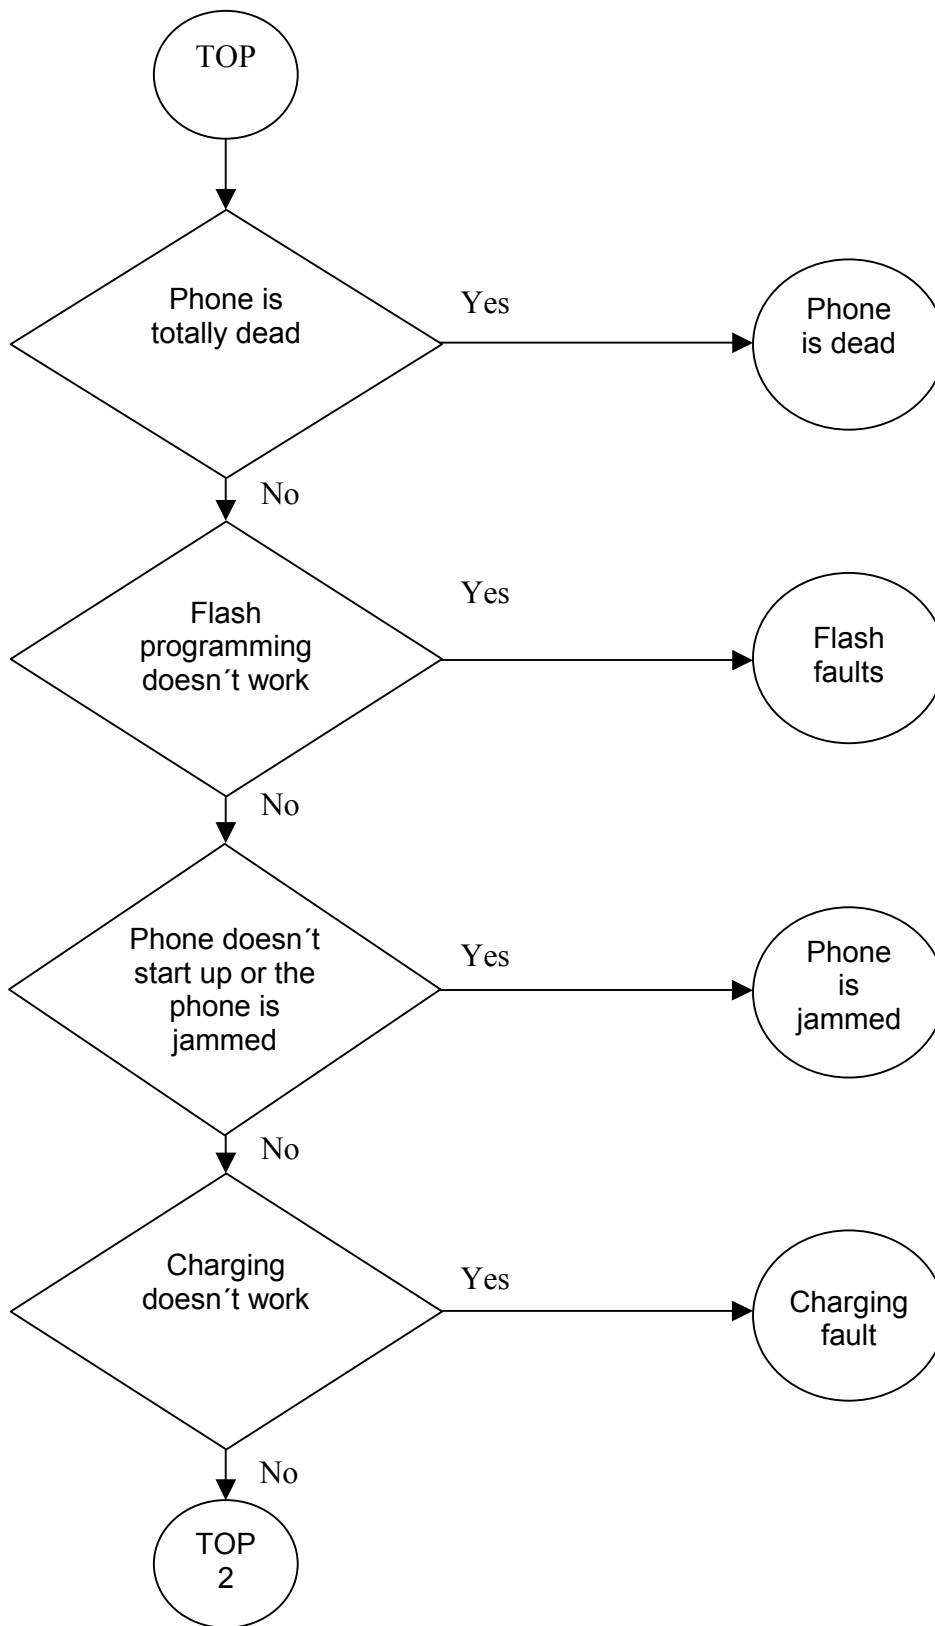 TOP
Phone is
totally dead
Yes
Phone
is dead
No
Flash
programming
doesn´t work
Yes
Flash
faults
No
Phone doesn´t
start up or the
phone is
jammed
Yes
Phone
is
jammed
No
Charging
doesn´t work
Yes
Charging
fault
No
TOP
2